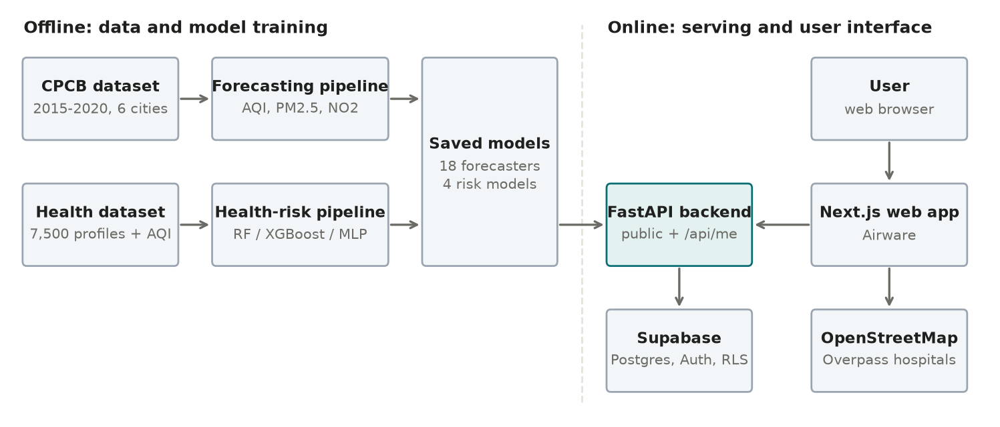 Offline: data and model training
CPCB dataset
2015-2020, 6 cities
Forecasting pipeline
AQI, PM2.5, NO2
Health dataset
7,500 profiles + AQI
Health-risk pipeline
RF / XGBoost / MLP
Saved models
18 forecasters
4 risk models
Online: serving and user interface
User
web browser
FastAPI backend
public + /api/me
Next.js web app
Airware
Supabase
Postgres, Auth, RLS
OpenStreetMap
Overpass hospitals